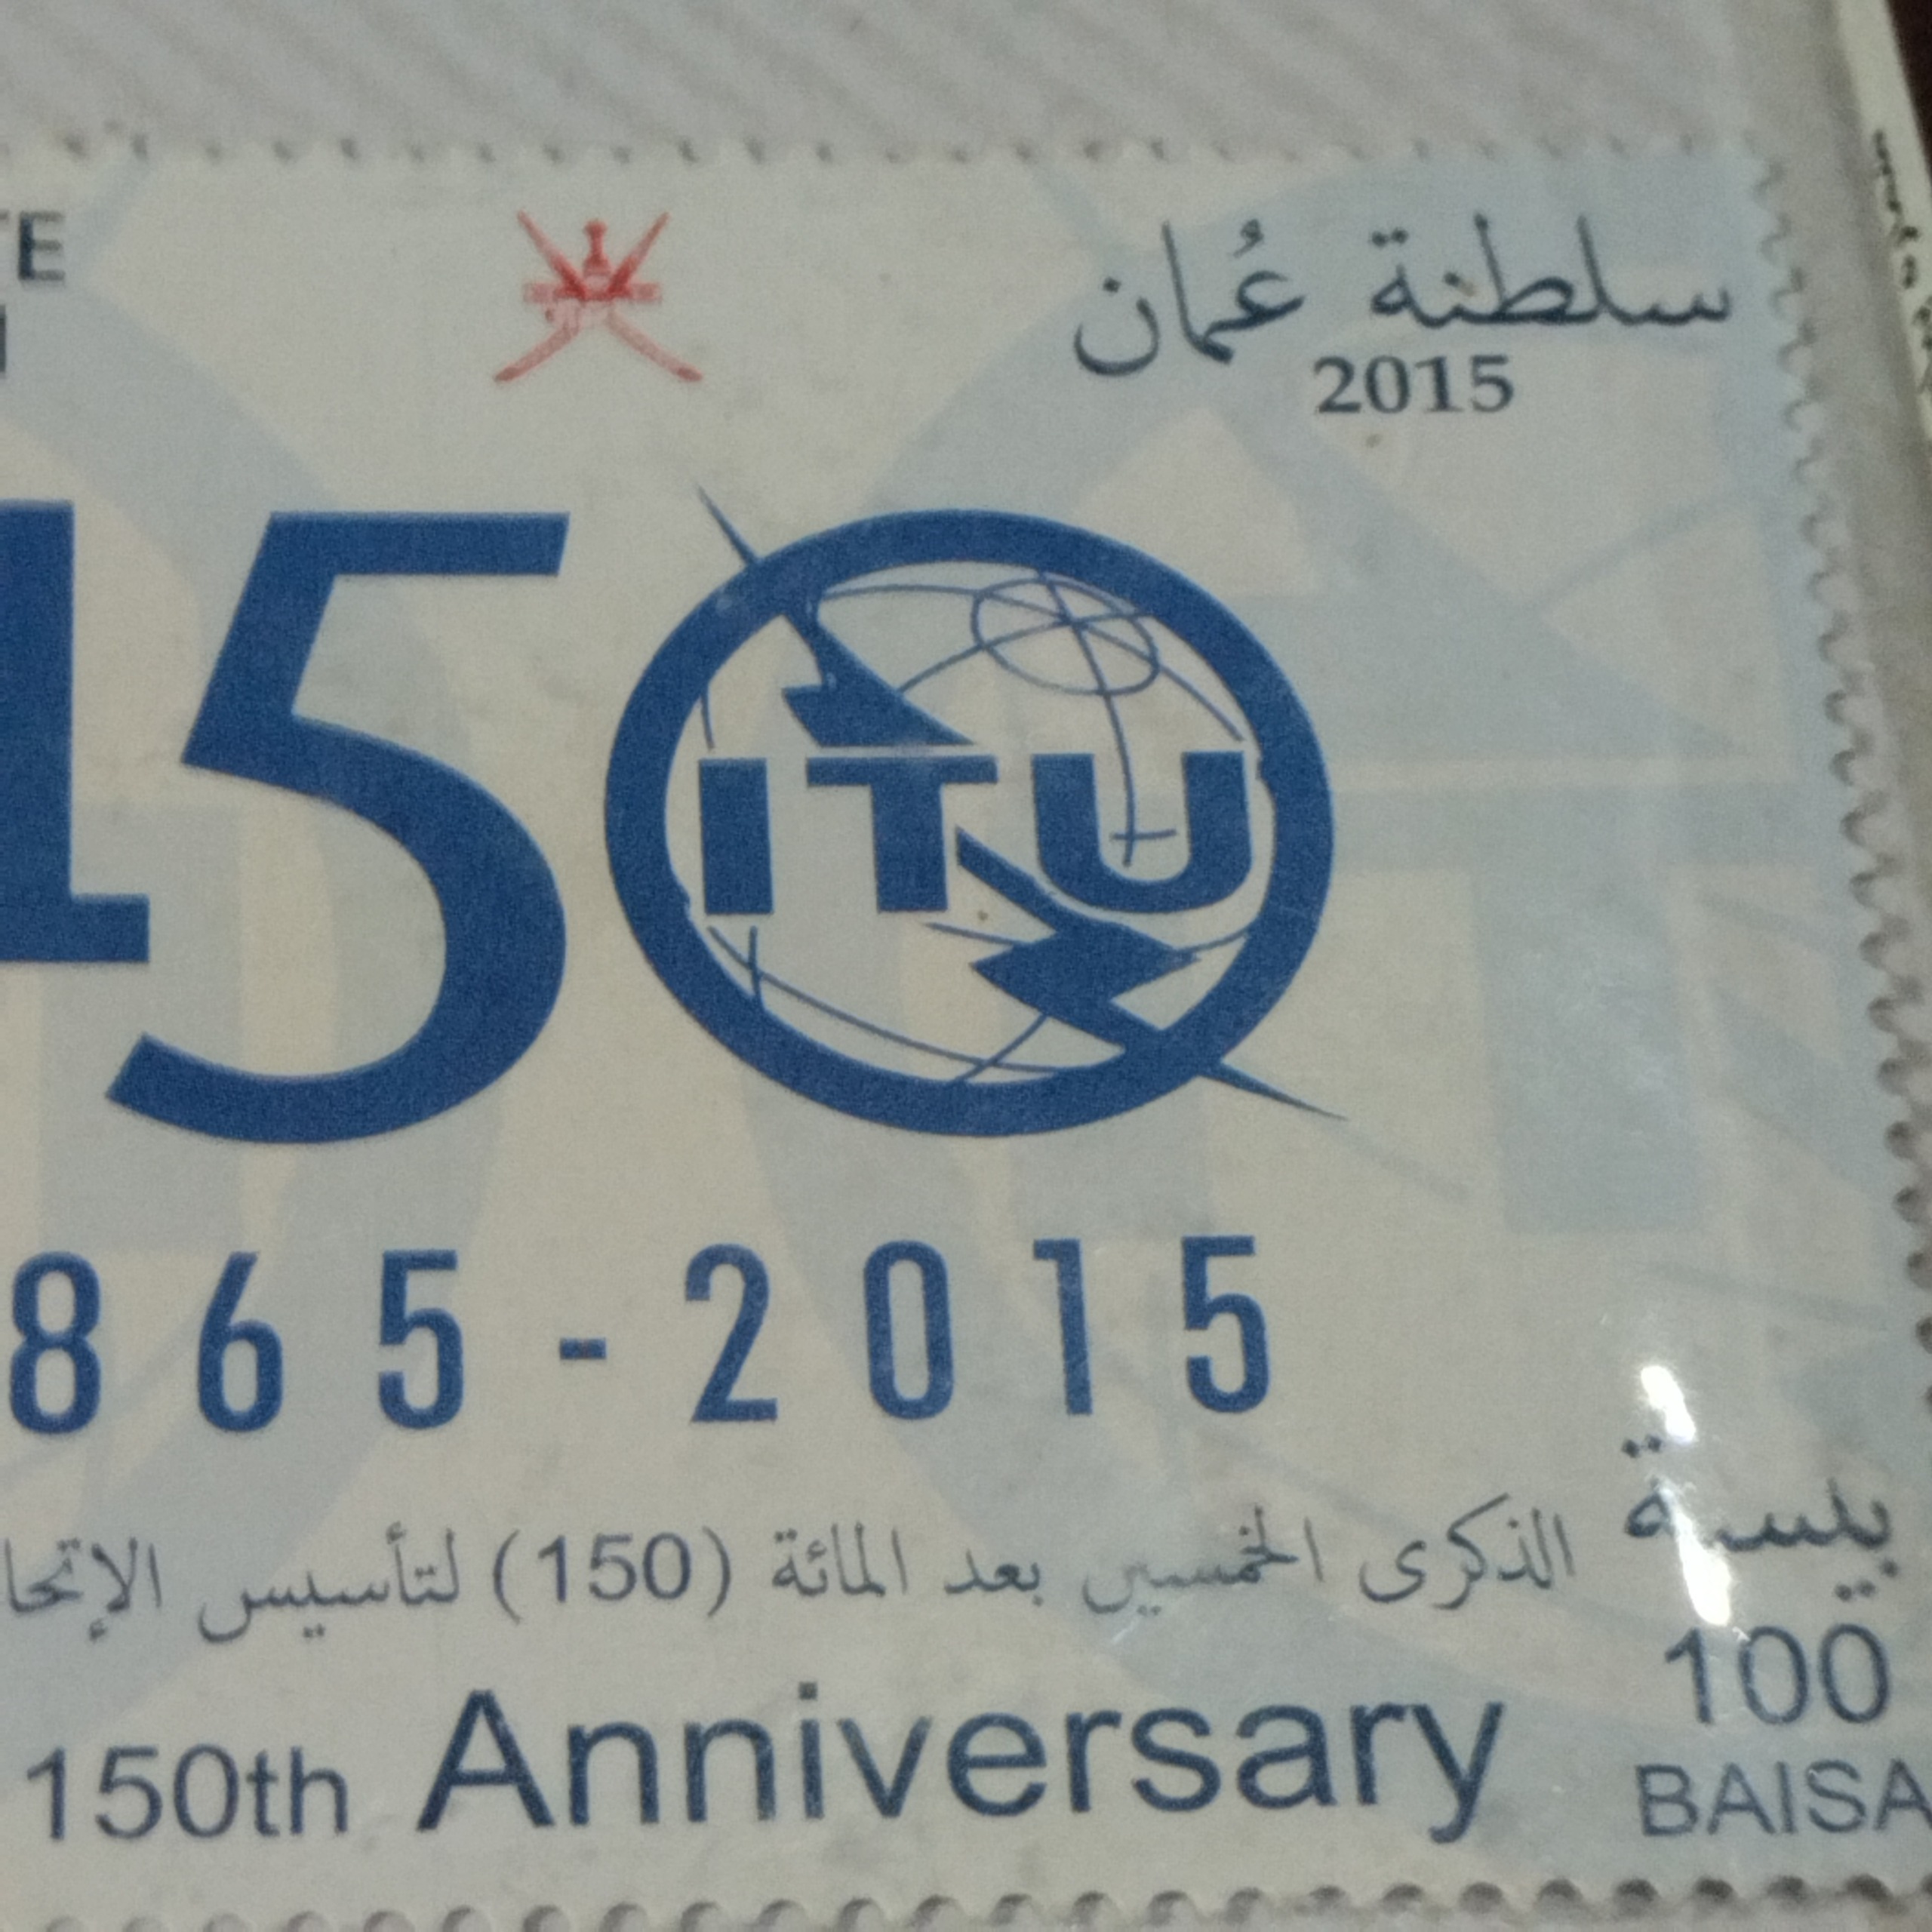 TE
سلطنة عُمان
2015
150
ITU
865-2015
الذكرى الخمسين بعد المائة (150) لتأسيس الإتحا
بيسة
100
150th Anniversary
BAISA